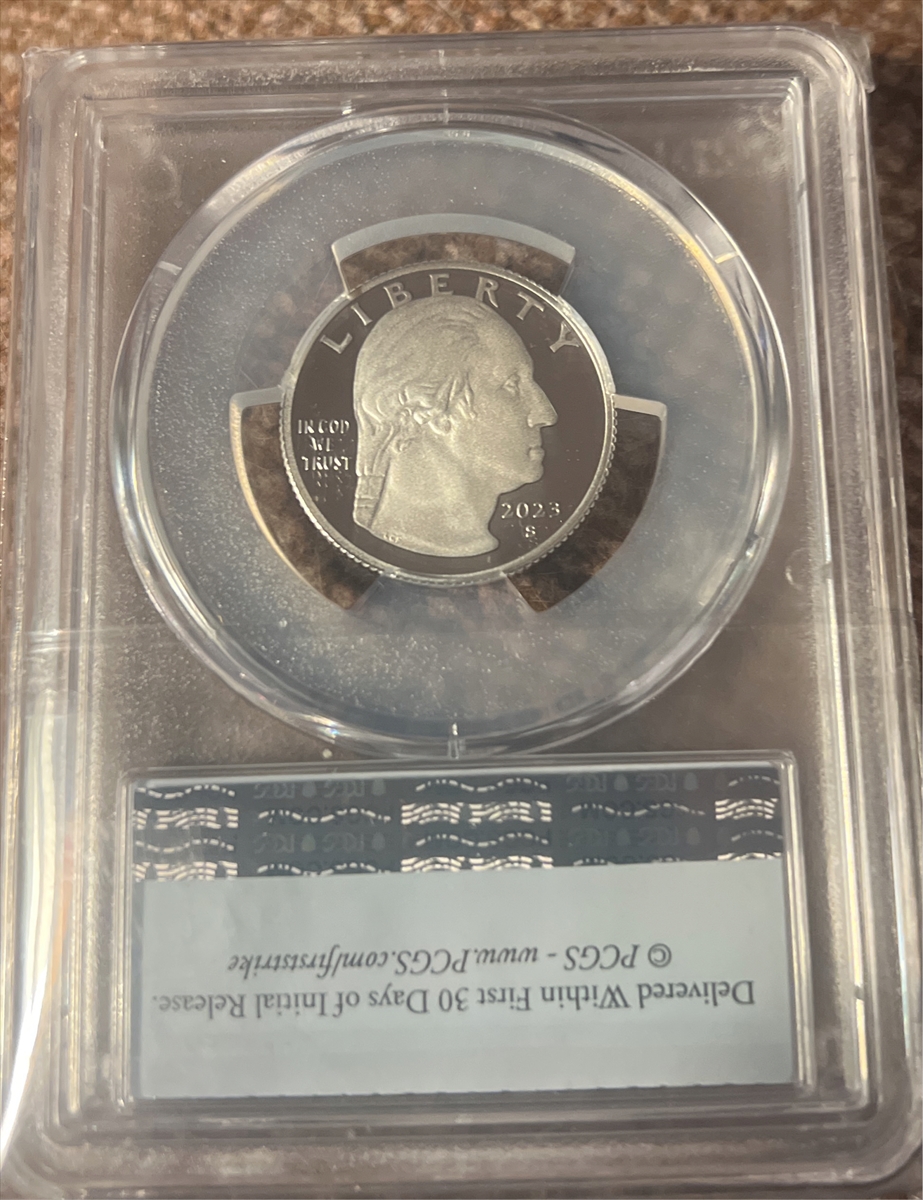 LIBERTY
IN GOD
WE
TRUST
2023
S
Delivered Within First 30 Days of Initial Release.
© PCGS - www.PCGS.com/firststrike